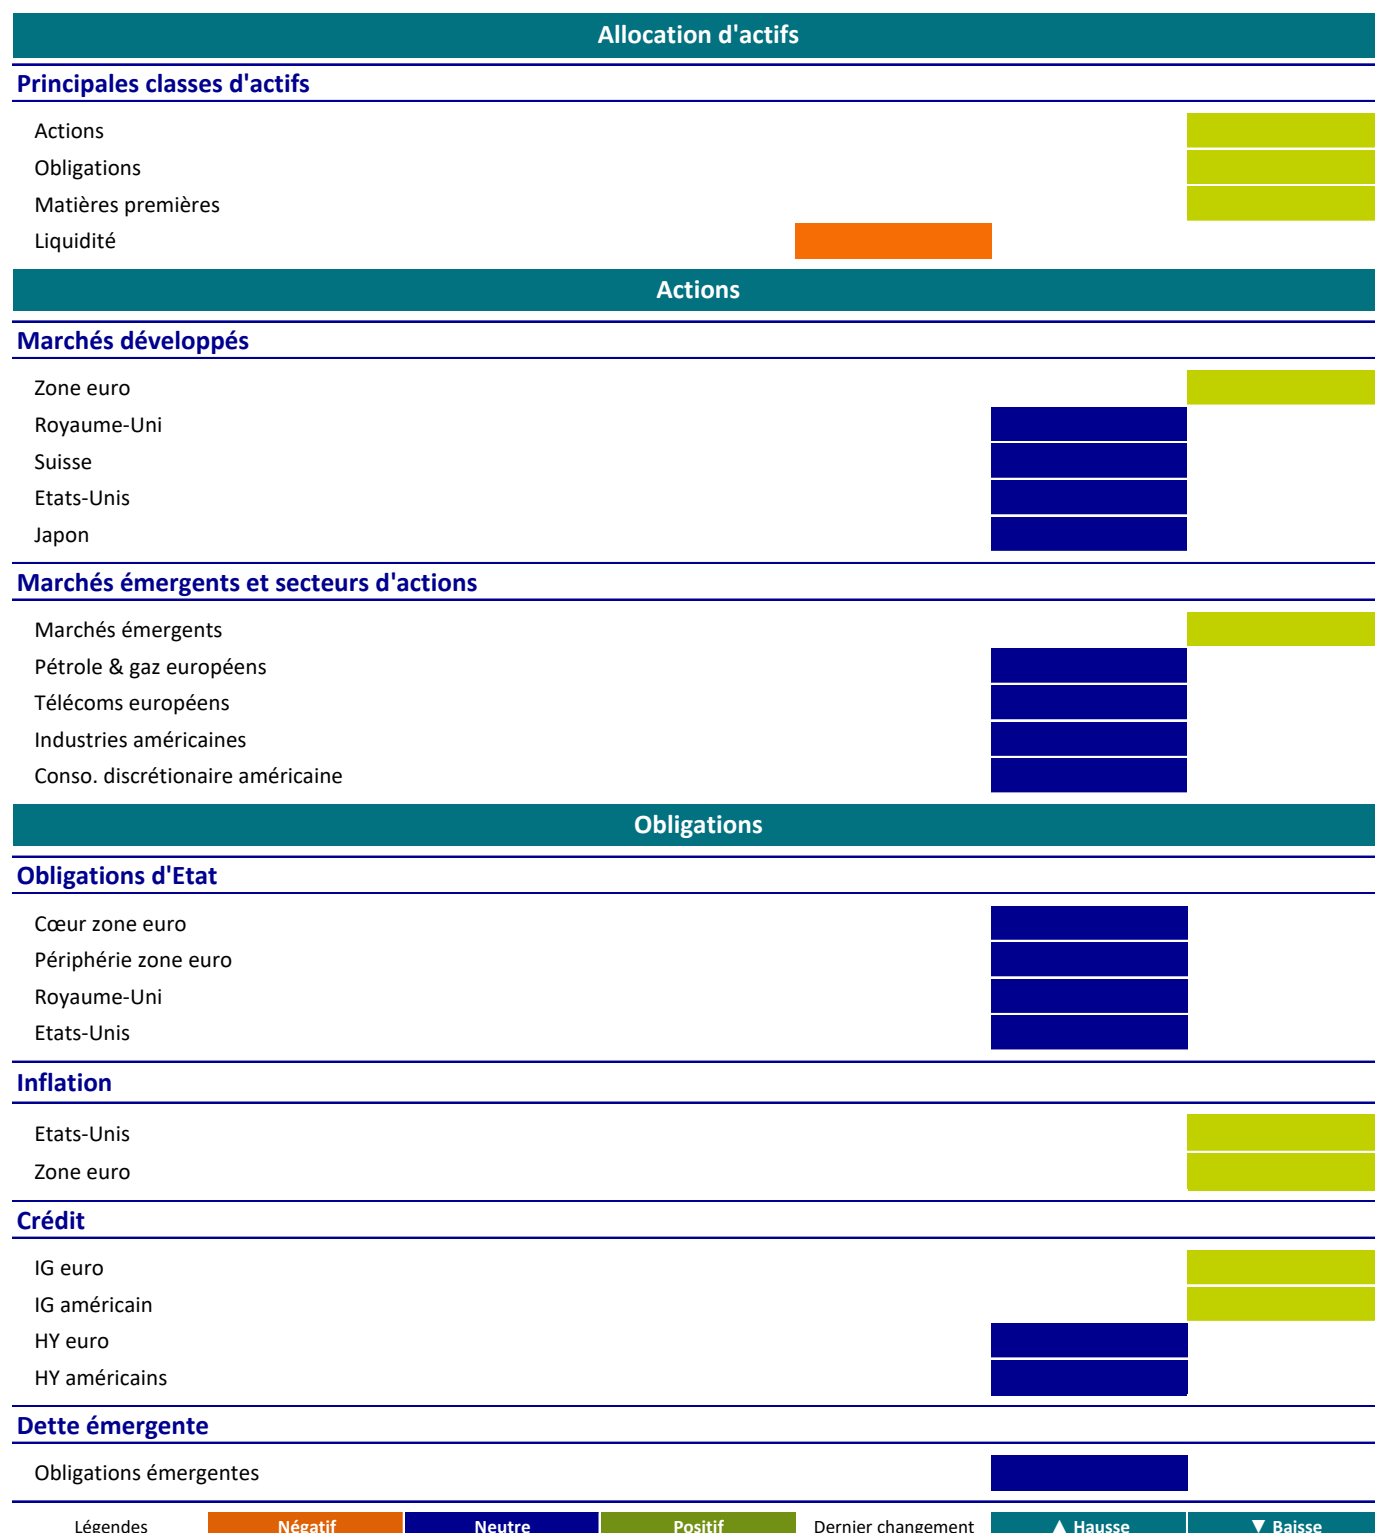 Allocation d'actifs
Principales classes d'actifs
Actions
Obligations
Matières premières
Liquidité
Actions
Marchés développés
Zone euro
Royaume-Uni
Suisse
Etats-Unis
Japon
Marchés émergents et secteurs d'actions
Marchés émergents
Pétrole & gaz européens
Télécoms européens
Industries américaines
Conso. discrétionaire américaine
Obligations
Obligations d'Etat
Cœur zone euro
Périphérie zone euro
Royaume-Uni
Etats-Unis
Inflation
Etats-Unis
Zone euro
Crédit
IG euro
IG américain
HY euro
HY américains
Dette émergente
Obligations émergentes
Légendes Négatif Neutre Positif Dernier changement ▲ Hausse ▼ Baisse